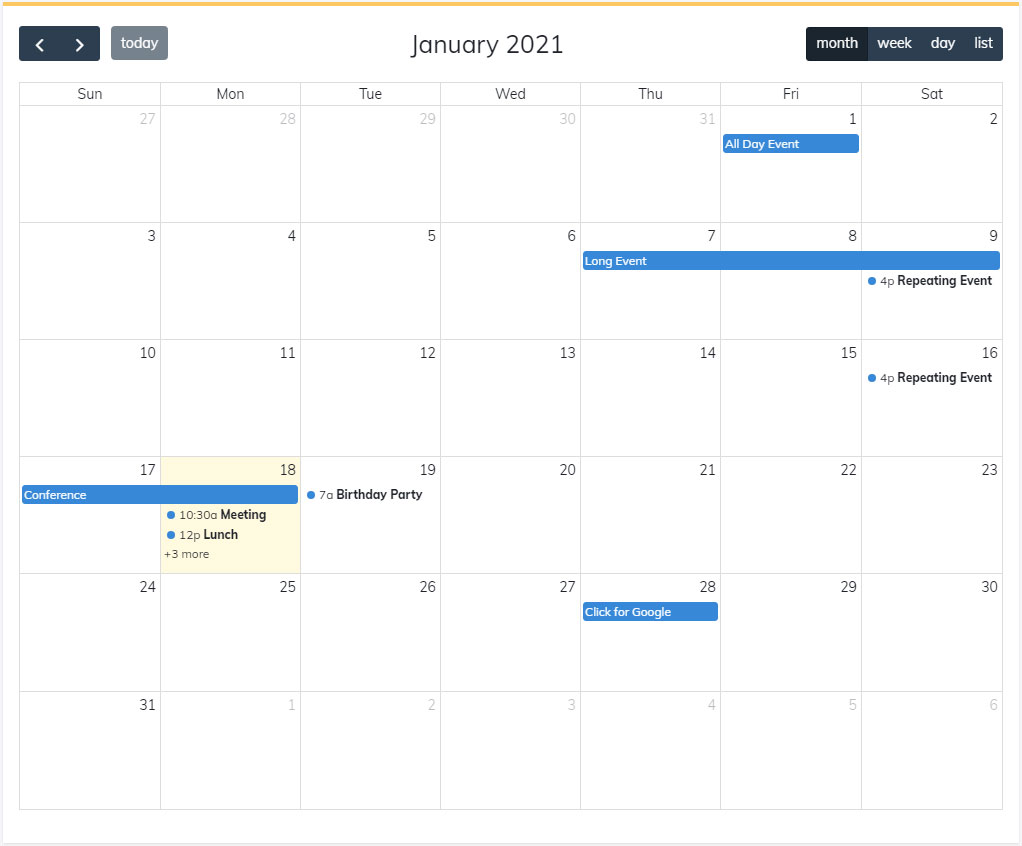 today
January 2021
month week day list
Sun Mon Tue Wed Thu Fri Sat
27 28 29 30 31 1 2
All Day Event
3 4 5 6 7 8 9
Long Event
4p Repeating Event
10 11 12 13 14 15 16
4p Repeating Event
17 18 19 20 21 22 23
Conference
7a Birthday Party
10:30a Meeting
12p Lunch
+3 more
24 25 26 27 28 29 30
Click for Google
31 1 2 3 4 5 6